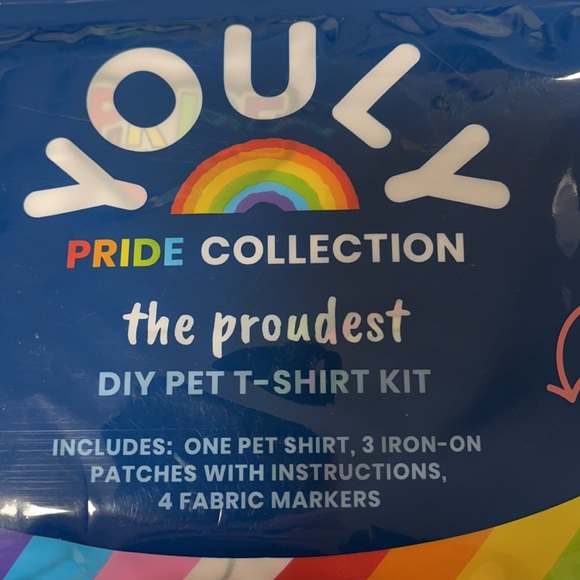 YOULY
PRIDE COLLECTION
the proudest
DIY PET T-SHIRT KIT
INCLUDES: ONE PET SHIRT, 3 IRON-ON
PATCHES WITH INSTRUCTIONS,
4 FABRIC MARKERS